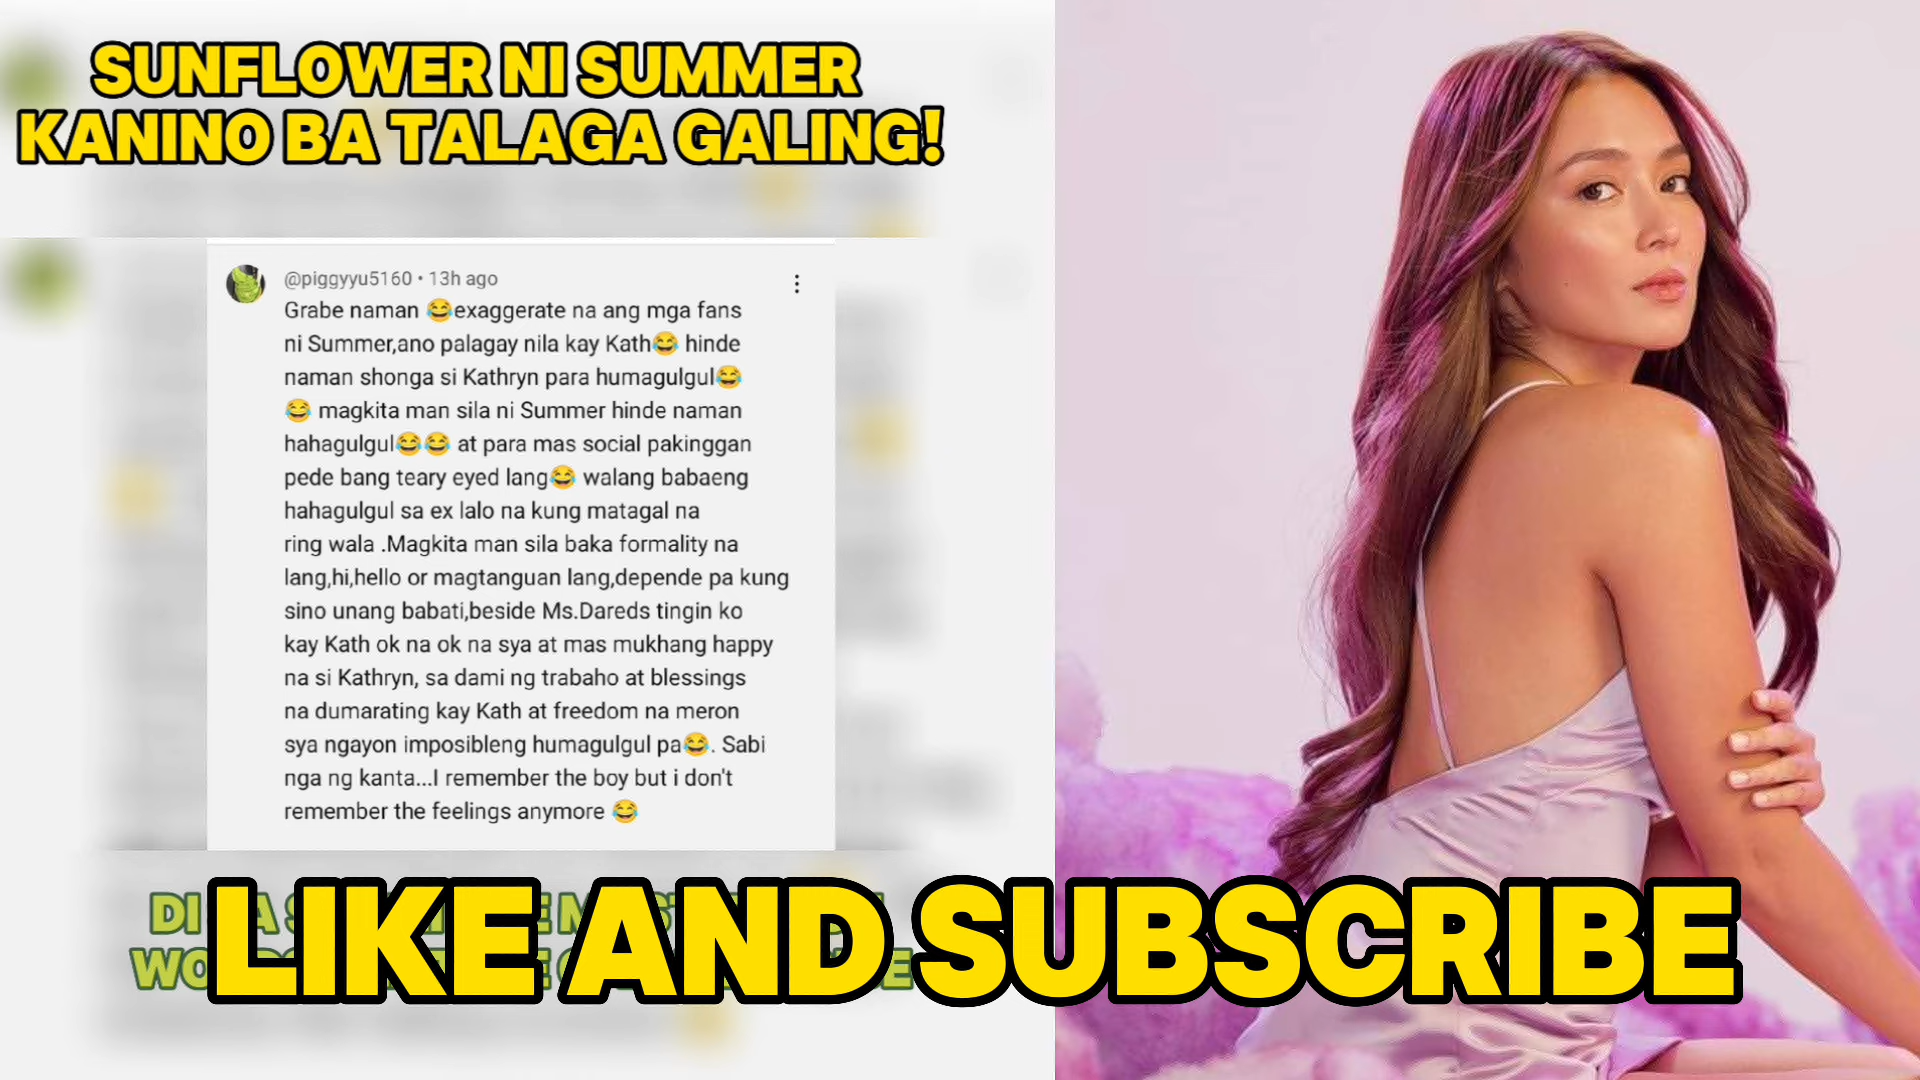 SUNFLOWER NI SUMMER
KANINO BA TALAGA GALING!
@piggyyu5160 • 13h ago
Grabe naman 😂exaggerate na ang mga fans
ni Summer,ano palagay nila kay Kath😂 hinde
naman shonga si Kathryn para humagulgul😂
😂 magkita man sila ni Summer hinde naman
hahagulgul😂😂 at para mas social pakinggan
pede bang teary eyed lang😂 walang babaeng
hahagulgul sa ex lalo na kung matagal na
ring wala .Magkita man sila baka formality na
lang,hi,hello or magtanguan lang,depende pa kung
sino unang babati,beside Ms.Dareds tingin ko
kay Kath ok na ok na sya at mas mukhang happy
na si Kathryn, sa dami ng trabaho at blessings
na dumarating kay Kath at freedom na meron
sya ngayon imposibleng humagulgul pa😂. Sabi
nga ng kanta...I remember the boy but i don't
remember the feelings anymore 😂
LIKE AND SUBSCRIBE